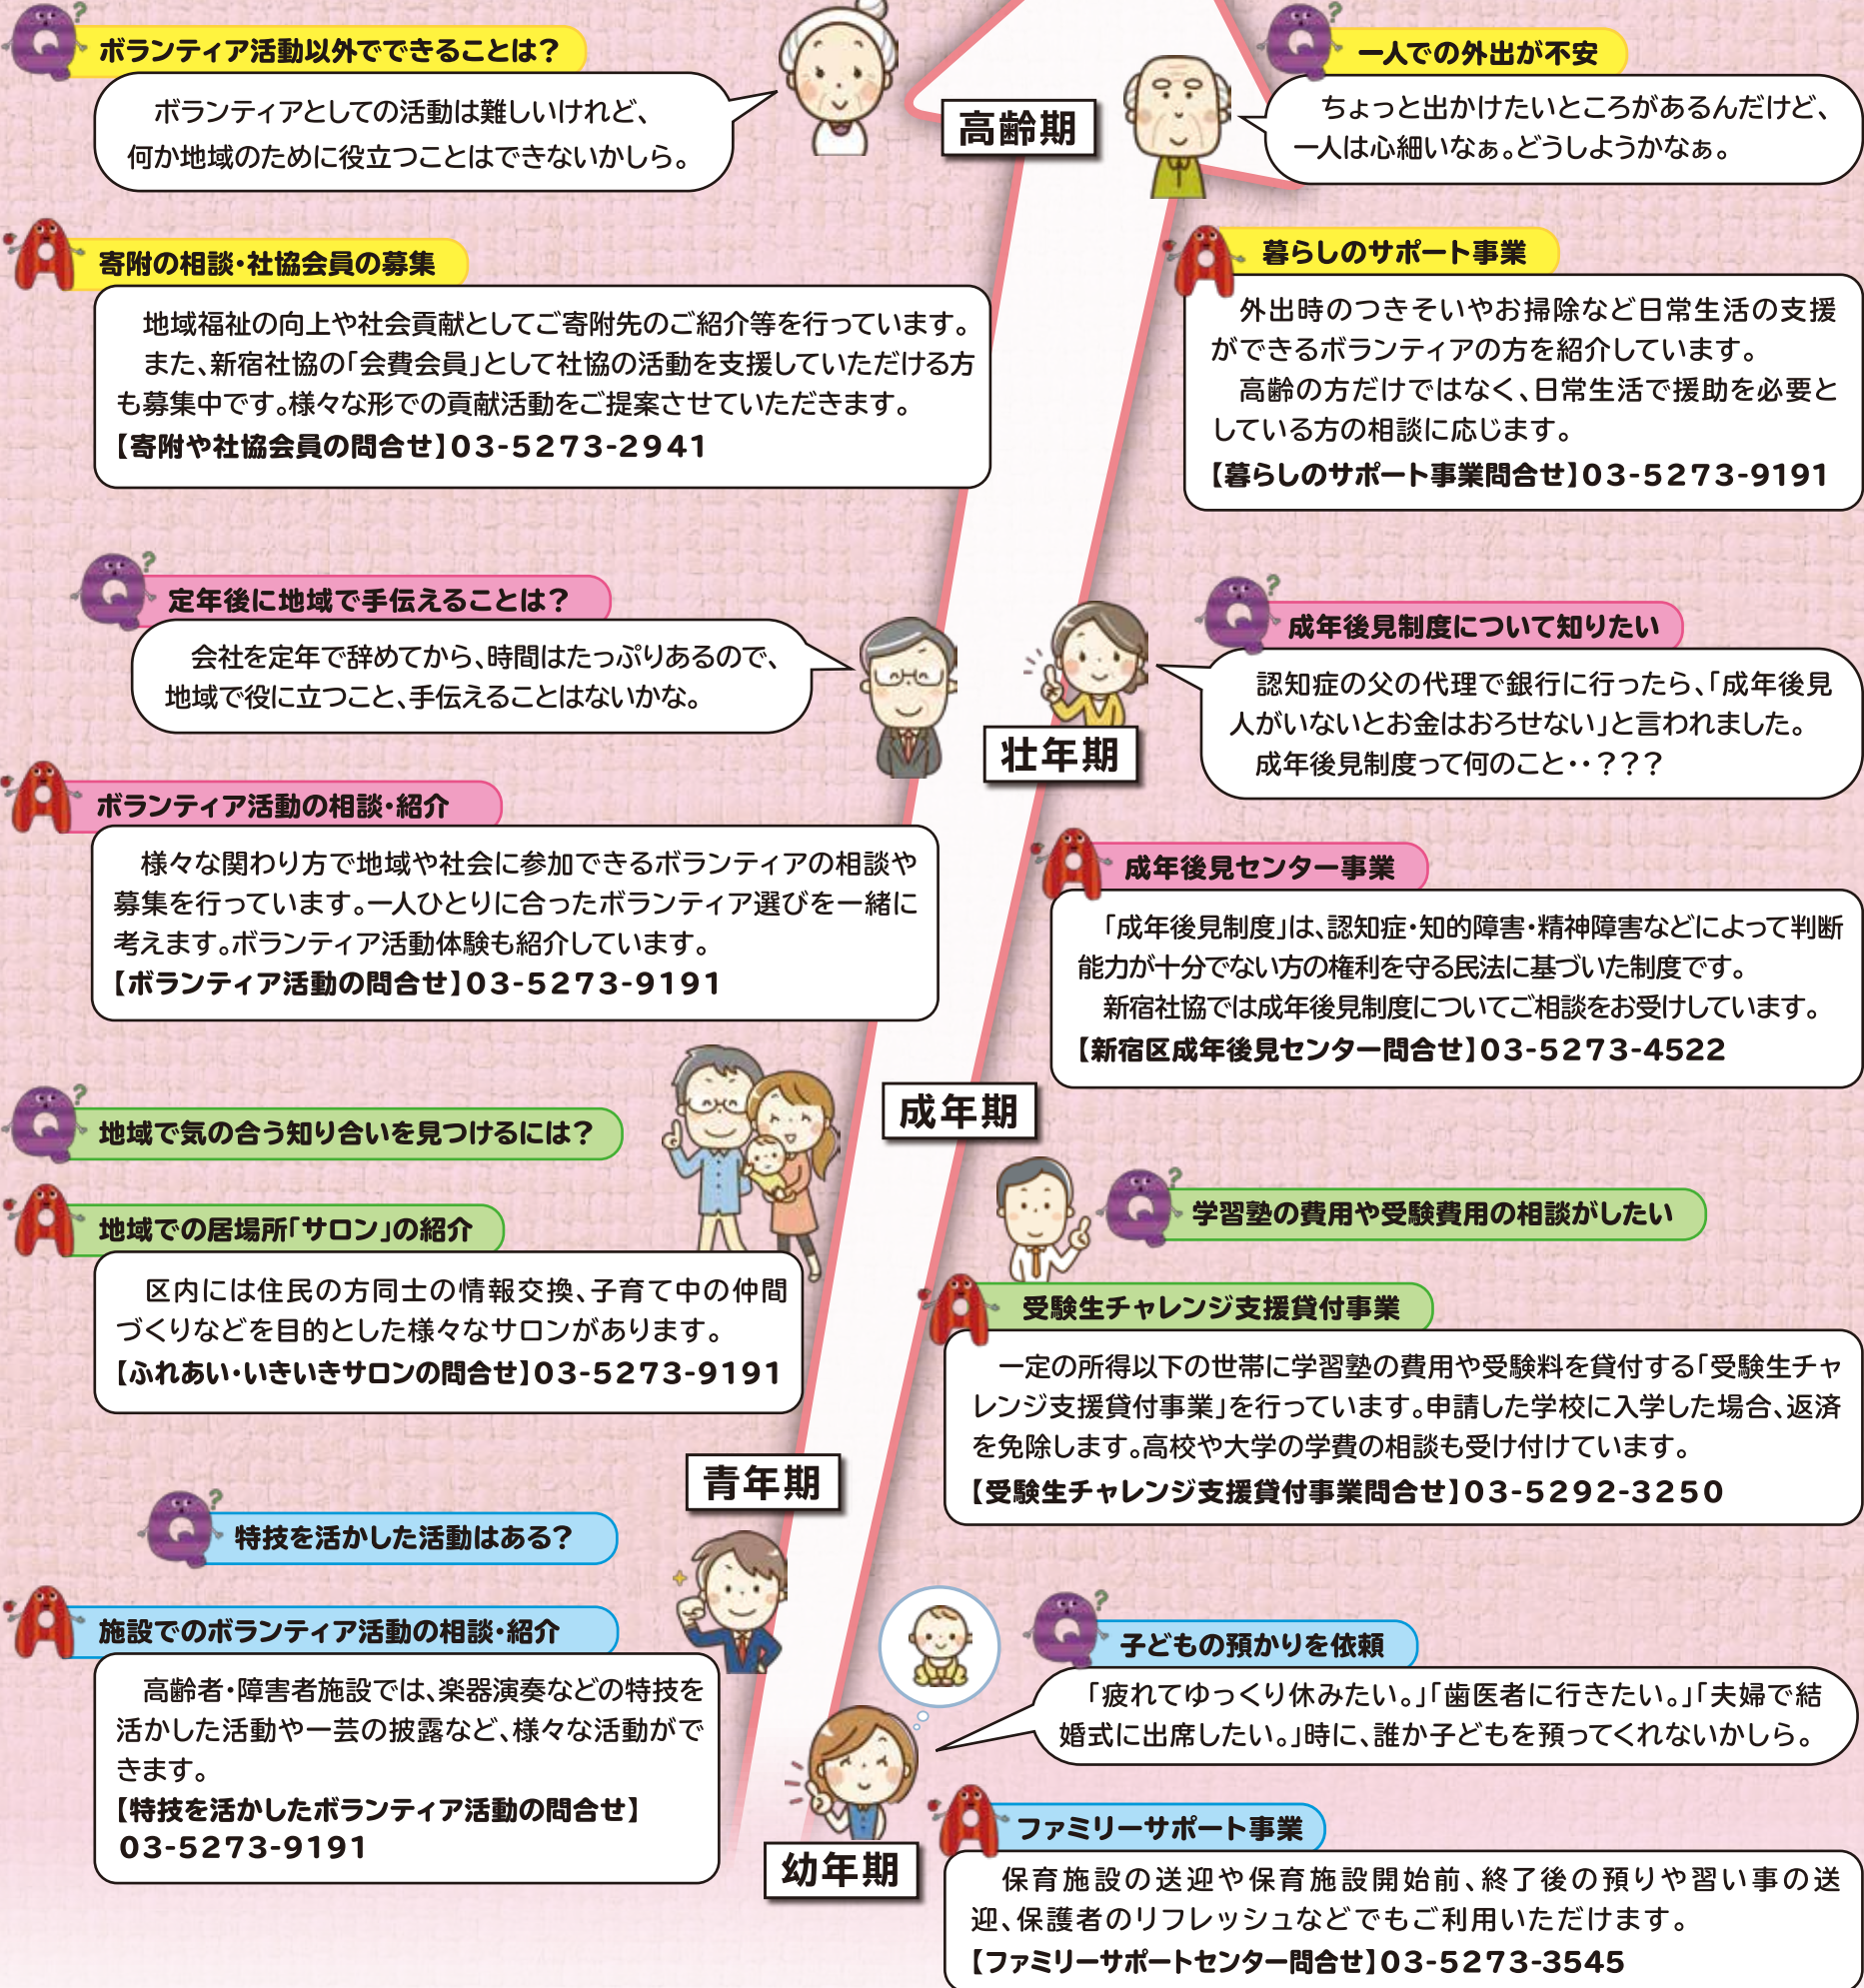 ボランティア活動以外でできることは？
ボランティアとしての活動は難しいけれど、
何か地域のために役立つことはできないかしら。
寄附の相談・社協会員の募集
地域福祉の向上や社会貢献としてご寄附先のご紹介等を行っています。
また、新宿社協の「会費会員」として社協の活動を支援していただける方
も募集中です。様々な形での貢献活動をご提案させていただきます。
【寄附や社協会員の問合せ】03-5273-2941
高齢期
Q
一人での外出が不安
ちょっと出かけたいところがあるんだけど、
一人は心細いなぁ。どうしようかなぁ。
A
暮らしのサポート事業
外出時のつきそいやお掃除など日常生活の支援
ができるボランティアの方を紹介しています。
高齢の方だけではなく、日常生活で援助を必要と
している方の相談に応じます。
【暮らしのサポート事業問合せ】03-5273-9191
Q
定年後に地域で手伝えることは？
会社を定年で辞めてから、時間はたっぷりあるので、
地域で役に立つこと、手伝えることはないかな。
A
ボランティア活動の相談・紹介
様々な関わり方で地域や社会に参加できるボランティアの相談や
募集を行っています。一人ひとりに合ったボランティア選びを一緒に
考えます。ボランティア活動体験も紹介しています。
【ボランティア活動の問合せ】03-5273-9191
壮年期
Q
成年後見制度について知りたい
認知症の父の代理で銀行に行ったら、「成年後見
人がいないとお金はおろせない」と言われました。
成年後見制度って何のこと・・？？？
A
成年後見センター事業
「成年後見制度」は、認知症・知的障害・精神障害などによって判断
能力が十分でない方の権利を守る民法に基づいた制度です。
新宿社協では成年後見制度についてご相談をお受けしています。
【新宿区成年後見センター問合せ】03-5273-4522
Q
地域で気の合う知り合いを見つけるには？
A
地域での居場所「サロン」の紹介
区内には住民の方同士の情報交換、子育て中の仲間
づくりなどを目的とした様々なサロンがあります。
【ふれあい・いきいきサロンの問合せ】03-5273-9191
成年期
Q
学習塾の費用や受験費用の相談がしたい
A
受験生チャレンジ支援貸付事業
一定の所得以下の世帯に学習塾の費用や受験料を貸付する「受験生チャ
レンジ支援貸付事業」を行っています。申請した学校に入学した場合、返済
を免除します。高校や大学の学費の相談も受け付けています。
【受験生チャレンジ支援貸付事業問合せ】03-5292-3250
青年期
Q
特技を活かした活動はある？
A
施設でのボランティア活動の相談・紹介
高齢者・障害者施設では、楽器演奏などの特技を
活かした活動や一芸の披露など、様々な活動がで
きます。
【特技を活かしたボランティア活動の問合せ】
03-5273-9191
Q
子どもの預かりを依頼
「疲れてゆっくり休みたい。」「歯医者に行きたい。」「夫婦で結
婚式に出席したい。」時に、誰か子どもを預ってくれないかしら。
幼年期
A
ファミリーサポート事業
保育施設の送迎や保育施設開始前、終了後の預りや習い事の送
迎、保護者のリフレッシュなどでもご利用いただけます。
【ファミリーサポートセンター問合せ】03-5273-3545